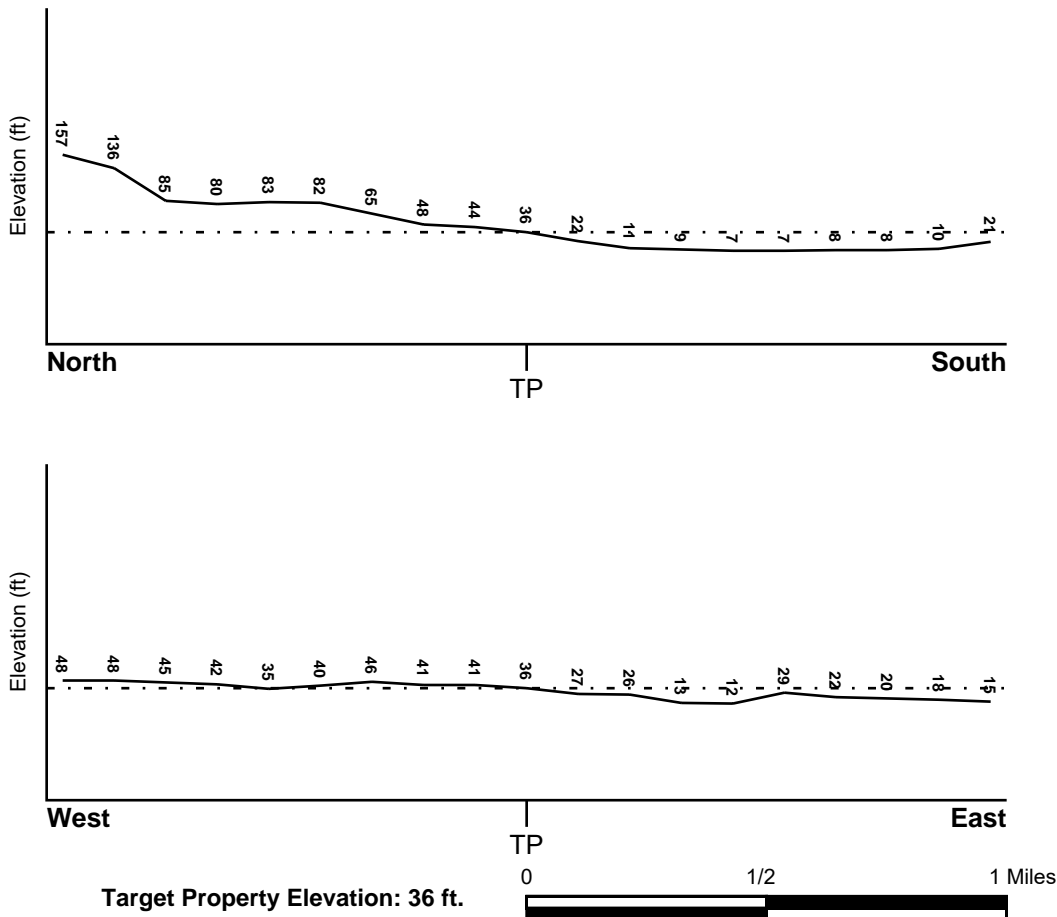 Elevation (ft)
157 136 85 80 83 82 65 48 44 36 22 11 9 7 7 8 8 10 21
North South
TP
Elevation (ft)
48 48 45 42 35 40 46 41 41 36 27 26 13 12 29 22 20 18 15
West East
TP
Target Property Elevation: 36 ft.
0 1/2 1 Miles